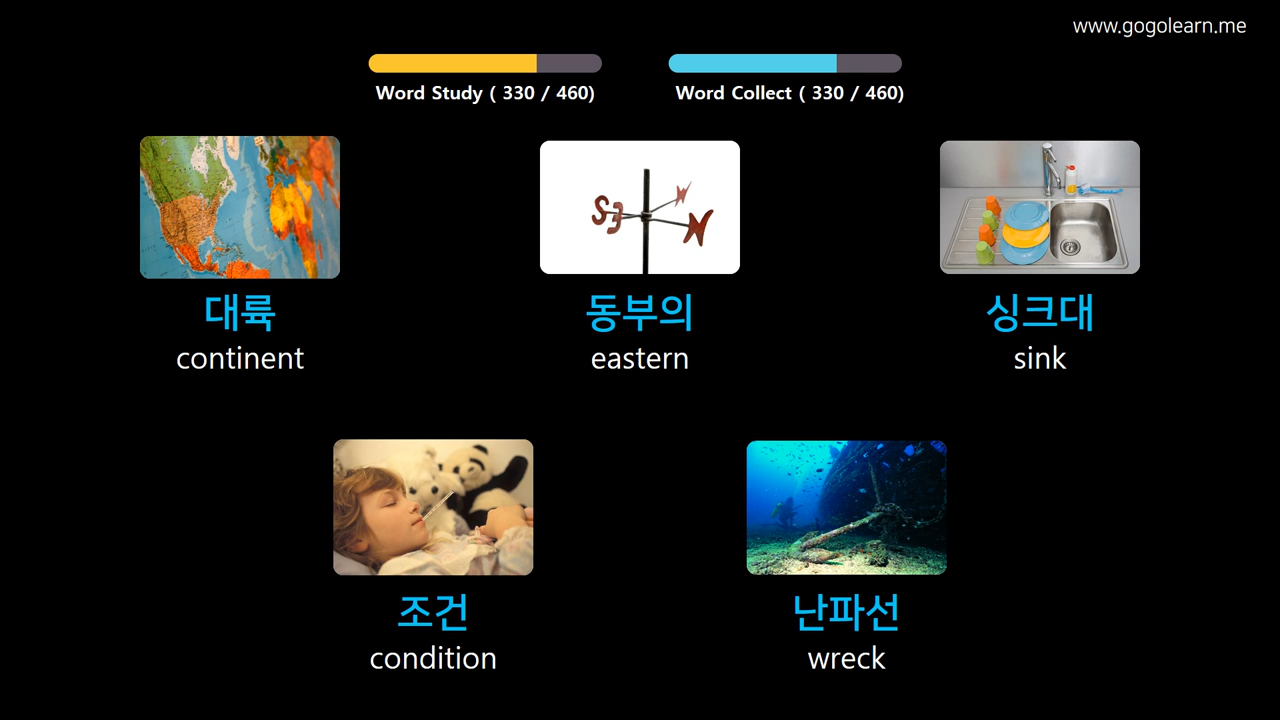 www.gogolearn.me
Word Study ( 330 / 460)
Word Collect ( 330 / 460)
S E N
대륙
동부의
싱크대
continent
eastern
sink
조건
난파선
condition
wreck